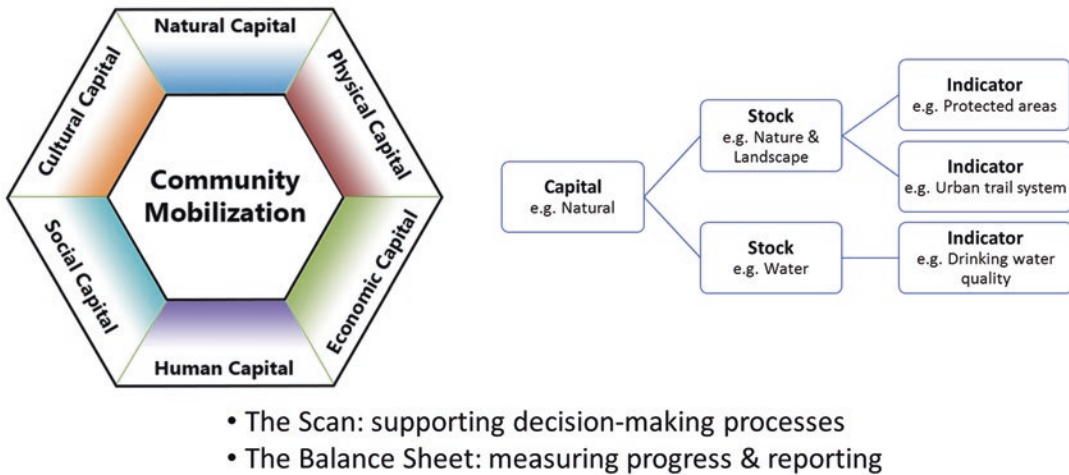 Natural Capital
Physical Capital
Economic Capital
Human Capital
Social Capital
Cultural Capital
Community
Mobilization
Capital
e.g. Natural
Stock
e.g. Nature &
Landscape
Stock
e.g. Water
Indicator
e.g. Protected areas
Indicator
e.g. Urban trail system
Indicator
e.g. Drinking water
quality
• The Scan: supporting decision-making processes
• The Balance Sheet: measuring progress & reporting